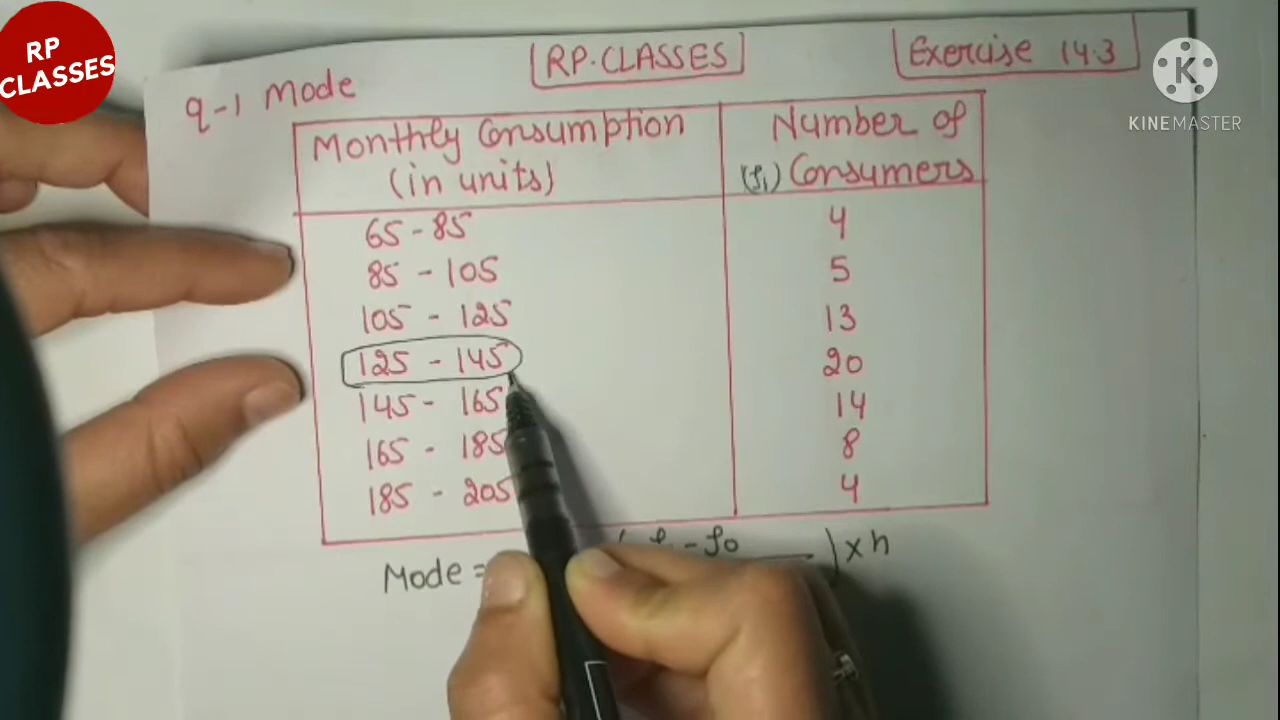 RP
CLASSES
RP.CLASSES
Exercise 14.3
KINEMASTER
q-1 Mode
Monthly Consumption
(in units)
Number of
(fi) Consumers
65 - 85 4
85 - 105 5
105 - 125 13
125 - 145 20
145 - 165 14
165 - 185 8
185 - 205 4
Mode = - f0 ) x h